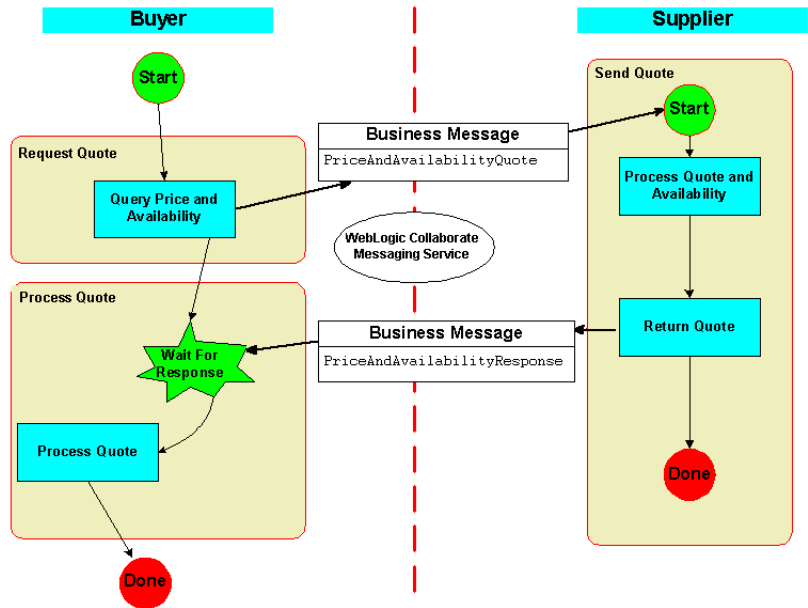 Buyer
Supplier
Start
Request Quote
Query Price and
Availability
Business Message
PriceAndAvailabilityQuote
WebLogic Collaborate
Messaging Service
Send Quote
Start
Process Quote and
Availability
Return Quote
Done
Business Message
PriceAndAvailabilityResponse
Process Quote
Wait For
Response
Process Quote
Done